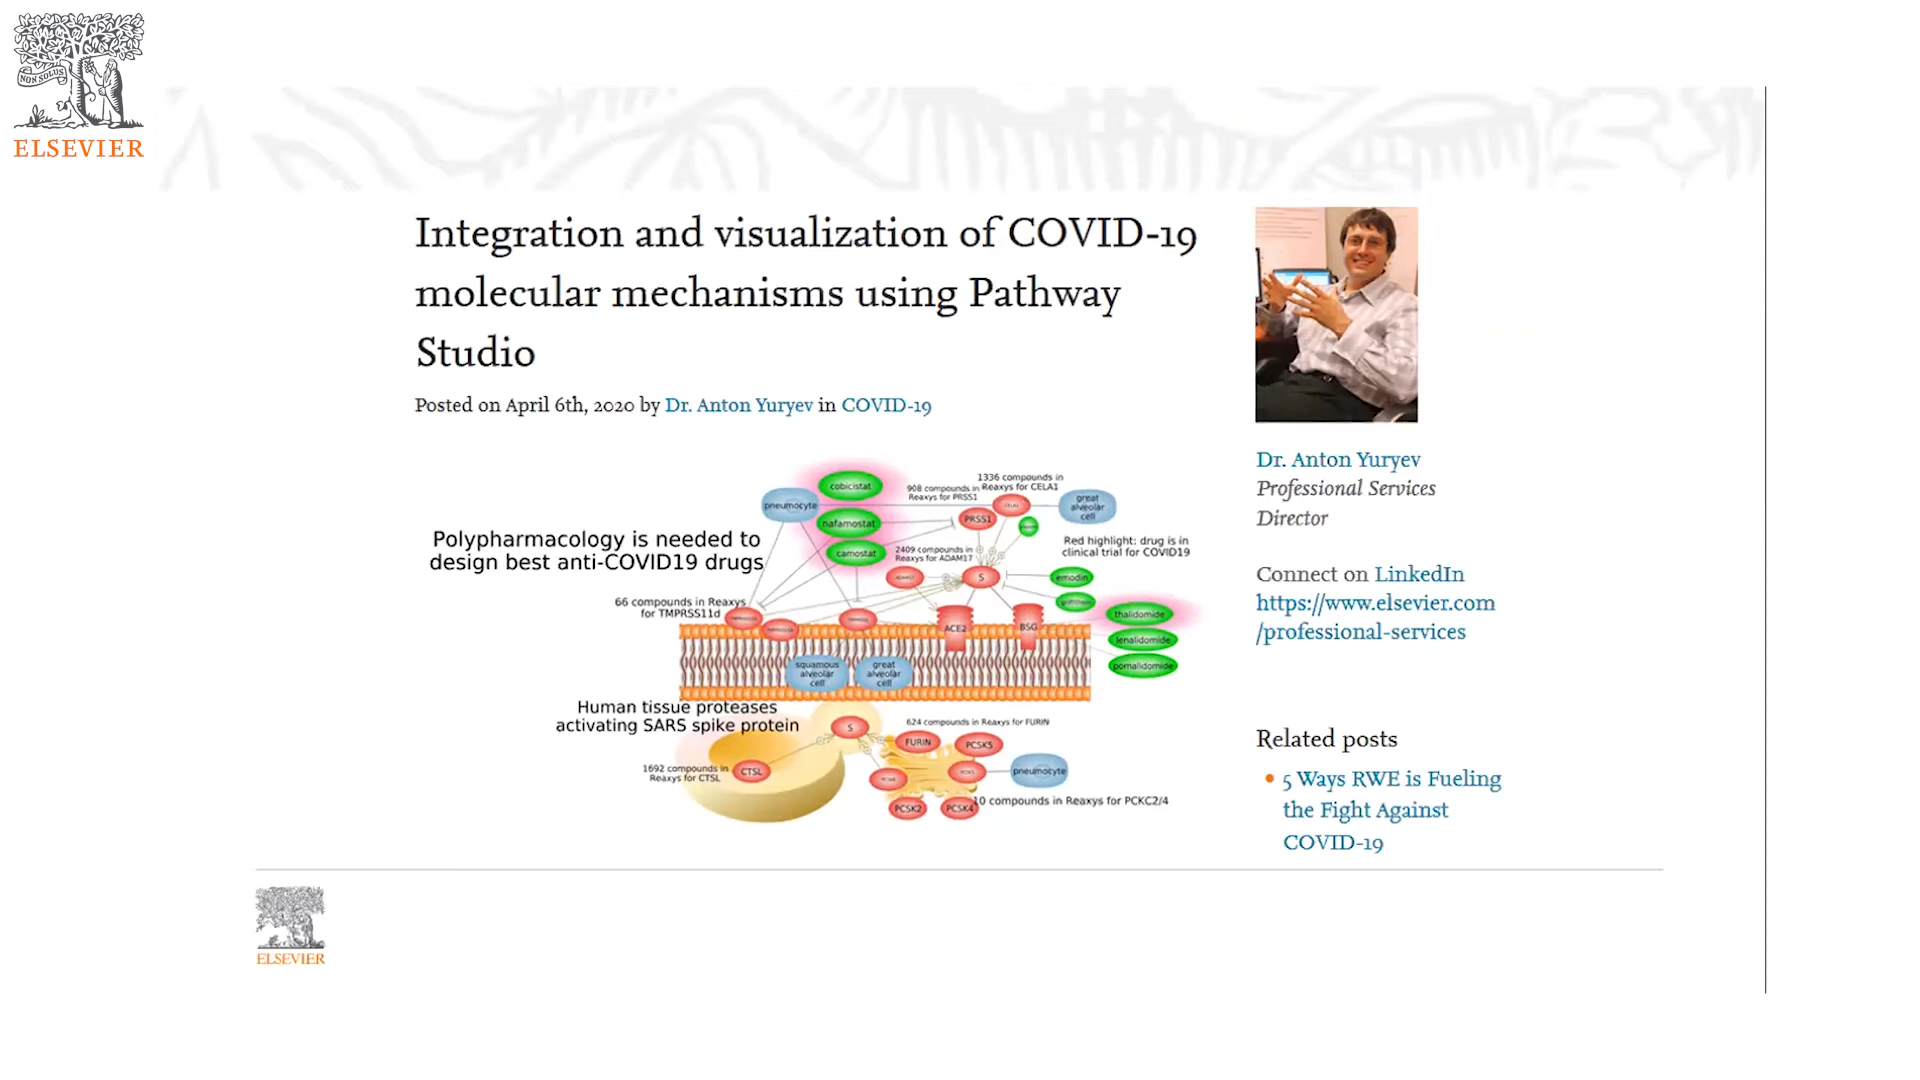 NON SOLUS
ELSEVIER
Integration and visualization of COVID-19
molecular mechanisms using Pathway
Studio
Posted on April 6th, 2020 by Dr. Anton Yuryev in COVID-19
Polypharmacology is needed to
design best anti-COVID19 drugs
cobicistat
pneumocyte
nafamostat
camostat
908 compounds in
Reaxys for PRSS1
1336 compounds in
Reaxys for CELA1
CELA1
PRSS1
great
alveolar
cell
Red highlight: drug is in
clinical trial for COVID19
2409 compounds in
Reaxys for ADAM17
ADAM17
S
emodin
66 compounds in Reaxys
for TMPRSS11d
ACE2
BSG
thalidomide
lenalidomide
pomalidomide
squamous
alveolar
cell
great
alveolar
cell
Human tissue proteases
activating SARS spike protein
S
624 compounds in Reaxys for FURIN
FURIN
PCSK5
1692 compounds in
Reaxys for CTSL
CTSL
pneumocyte
PCSK2
PCSK4
10 compounds in Reaxys for PCKC2/4
Dr. Anton Yuryev
Professional Services
Director
Connect on LinkedIn
https://www.elsevier.com
/professional-services
Related posts
• 5 Ways RWE is Fueling
the Fight Against
COVID-19
ELSEVIER